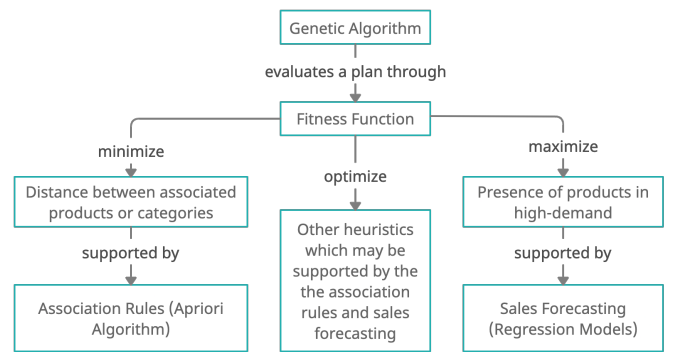 Genetic Algorithm
evaluates a plan through
Fitness Function
minimize
optimize
maximize
Distance between associated
products or categories
Presence of products in
high-demand
supported by
supported by
Other heuristics
which may be
supported by the
the association
rules and sales
forecasting
Association Rules (Apriori
Algorithm)
Sales Forecasting
(Regression Models)